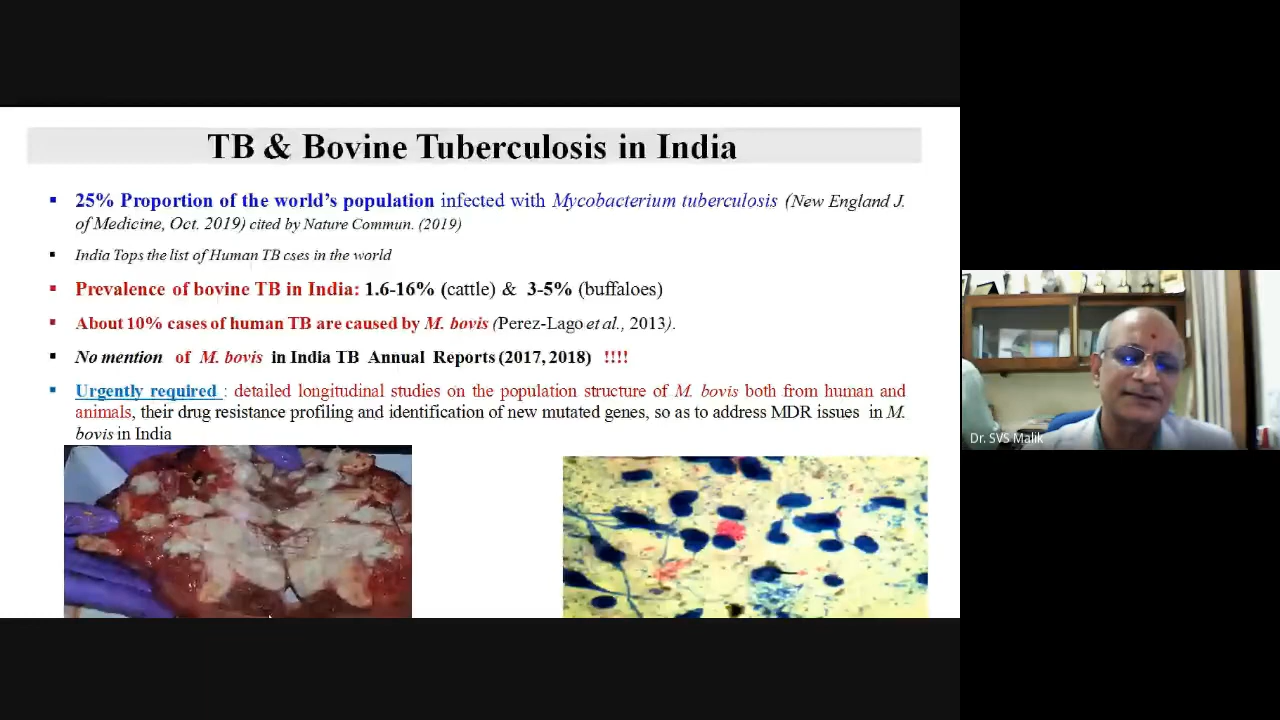 TB & Bovine Tuberculosis in India
▪ 25% Proportion of the world's population infected with Mycobacterium tuberculosis (New England J.
of Medicine, Oct. 2019) cited by Nature Commun. (2019)
▪ India Tops the list of Human TB cses in the world
▪ Prevalence of bovine TB in India: 1.6-16% (cattle) & 3-5% (buffaloes)
▪ About 10% cases of human TB are caused by M. bovis (Perez-Lago et al., 2013).
▪ No mention of M. bovis in India TB Annual Reports (2017, 2018) !!!!
▪ Urgently required : detailed longitudinal studies on the population structure of M. bovis both from human and
animals, their drug resistance profiling and identification of new mutated genes, so as to address MDR issues in M.
bovis in India
Dr. SVS Malik